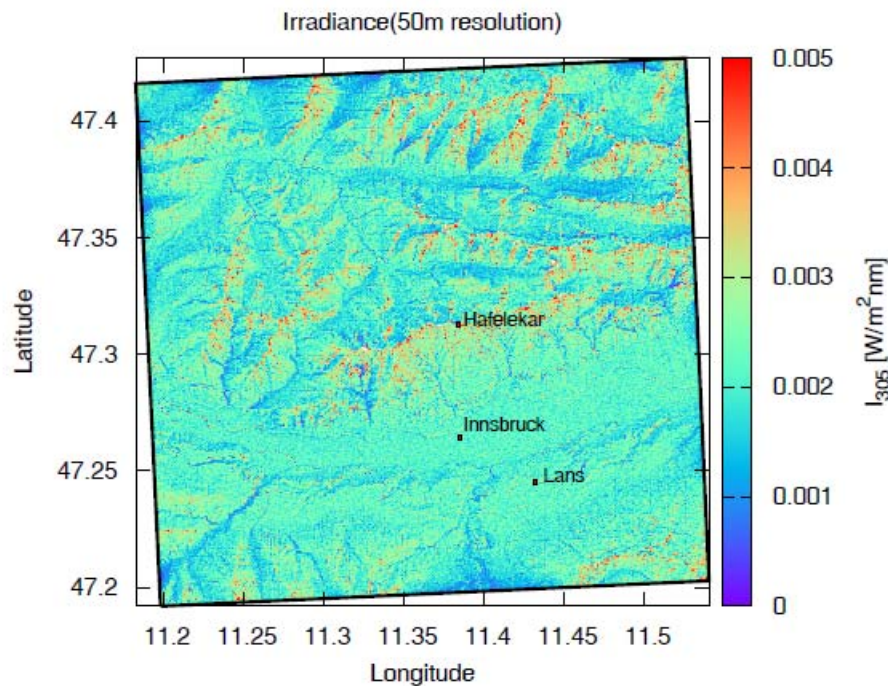 Irradiance(50m resolution)
47.4
47.35
47.3
47.25
47.2
Latitude
Hafelekar
Innsbruck
Lans
11.2 11.25 11.3 11.35 11.4 11.45 11.5
Longitude
0.005
0.004
0.003
0.002
0.001
0
I₃₀₅ [W/m²nm]